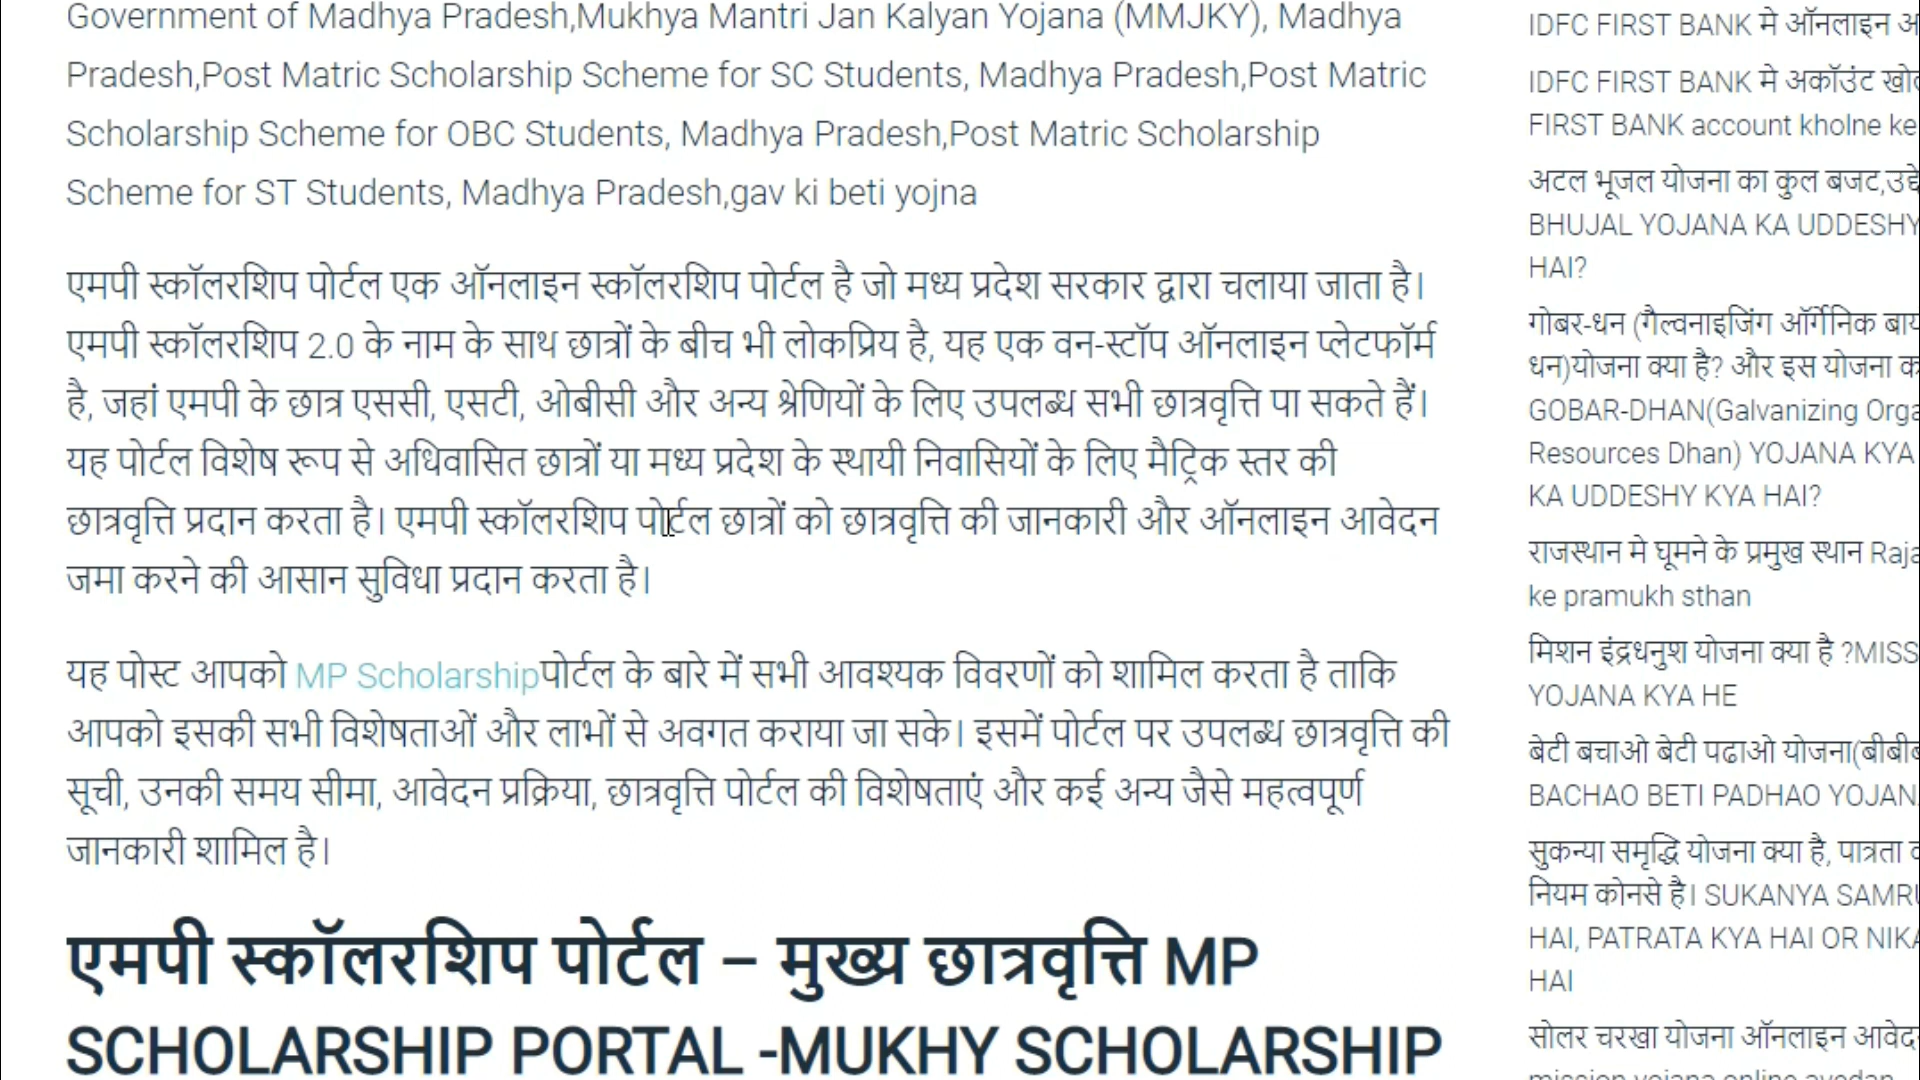 Government of Madhya Pradesh,Mukhya Mantri Jan Kalyan Yojana (MMJKY), Madhya
Pradesh,Post Matric Scholarship Scheme for SC Students, Madhya Pradesh,Post Matric
Scholarship Scheme for OBC Students, Madhya Pradesh,Post Matric Scholarship
Scheme for ST Students, Madhya Pradesh,gav ki beti yojna
एमपी स्कॉलरशिप पोर्टल एक ऑनलाइन स्कॉलरशिप पोर्टल है जो मध्य प्रदेश सरकार द्वारा चलाया जाता है।
एमपी स्कॉलरशिप 2.0 के नाम के साथ छात्रों के बीच भी लोकप्रिय है, यह एक वन-स्टॉप ऑनलाइन प्लेटफॉर्म
है, जहां एमपी के छात्र एससी, एसटी, ओबीसी और अन्य श्रेणियों के लिए उपलब्ध सभी छात्रवृत्ति पा सकते हैं।
यह पोर्टल विशेष रूप से अधिवासित छात्रों या मध्य प्रदेश के स्थायी निवासियों के लिए मैट्रिक स्तर की
छात्रवृत्ति प्रदान करता है। एमपी स्कॉलरशिप पोर्टल छात्रों को छात्रवृत्ति की जानकारी और ऑनलाइन आवेदन
जमा करने की आसान सुविधा प्रदान करता है।
यह पोस्ट आपको MP Scholarshipपोर्टल के बारे में सभी आवश्यक विवरणों को शामिल करता है ताकि
आपको इसकी सभी विशेषताओं और लाभों से अवगत कराया जा सके। इसमें पोर्टल पर उपलब्ध छात्रवृत्ति की
सूची, उनकी समय सीमा, आवेदन प्रक्रिया, छात्रवृत्ति पोर्टल की विशेषताएं और कई अन्य जैसे महत्वपूर्ण
जानकारी शामिल है।
एमपी स्कॉलरशिप पोर्टल – मुख्य छात्रवृत्ति MP
SCHOLARSHIP PORTAL -MUKHY SCHOLARSHIP
IDFC FIRST BANK मे ऑनलाइन
IDFC FIRST BANK मे अकॉउंट
FIRST BANK account kholne ke
अटल भूजल योजना का कुल बजट,
BHUJAL YOJANA KA UDDESHY
HAI?
गोबर-धन (गैल्वनाइजिंग ऑर्गेनिक
धन)योजना क्या है? और इस योजना
GOBAR-DHAN(Galvanizing
Resources Dhan) YOJANA KYA
KA UDDESHY KYA HAI?
राजस्थान मे घूमने के प्रमुख स्थान
ke pramukh sthan
मिशन इंद्रधनुश योजना क्या है ?MISS
YOJANA KYA HE
बेटी बचाओ बेटी पढाओ योजना
BACHAO BETI PADHAO YOJAN
सुकन्या समृद्धि योजना क्या है, पात्रता
नियम कोनसे है। SUKANYA
HAI, PATRATA KYA HAI OR
HAI
सोलर चरखा योजना ऑनलाइन
mission yojana online avedan